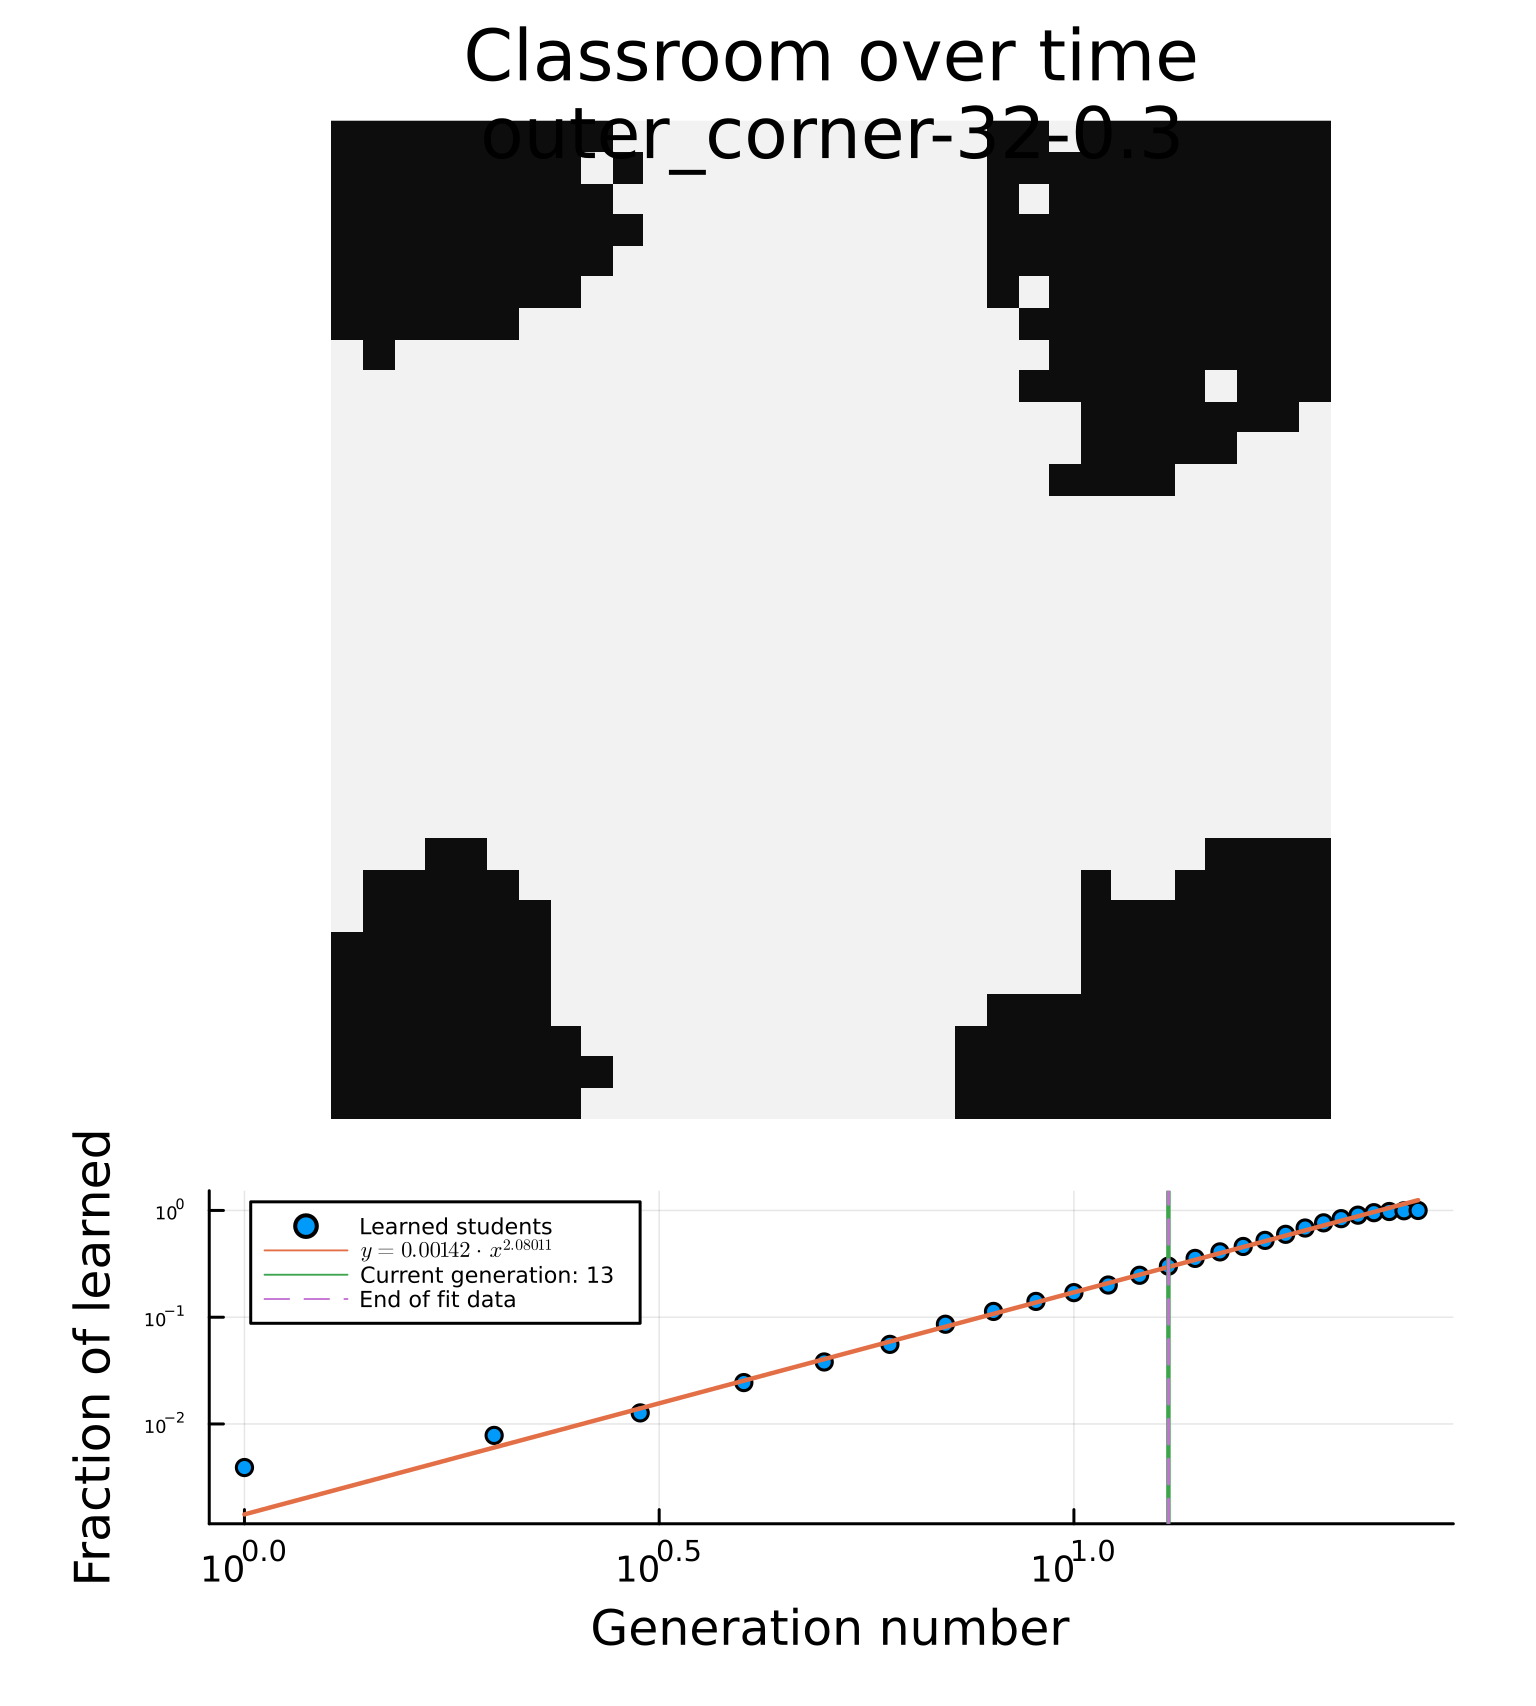 Classroom over time
outer_corner-32-0.3
Fraction of learned
10^0
10^−1
10^−2
Learned students
y = 0.00142 · x^2.08011
Current generation: 13
End of fit data
10^0.0
10^0.5
10^1.0
Generation number